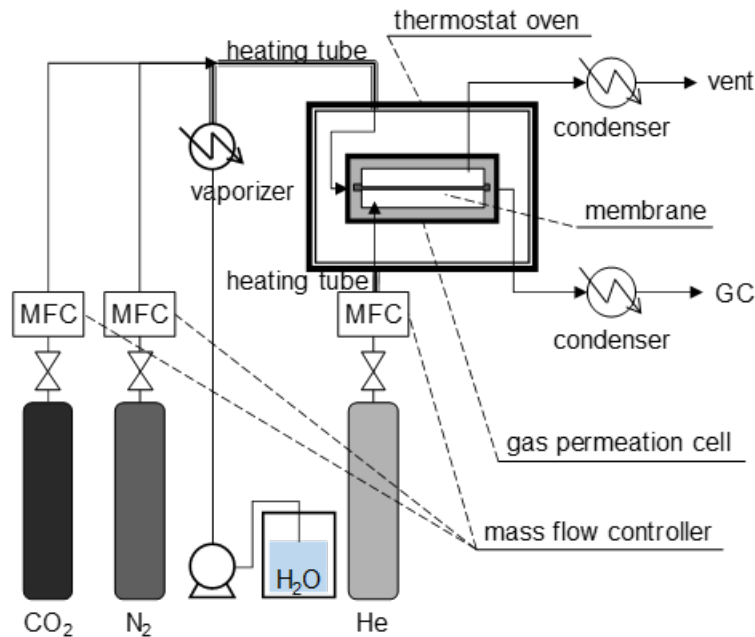 thermostat oven
heating tube
vent
condenser
vaporizer
membrane
heating tube
GC
MFC
MFC
MFC
condenser
gas permeation cell
mass flow controller
H₂O
CO₂
N₂
He